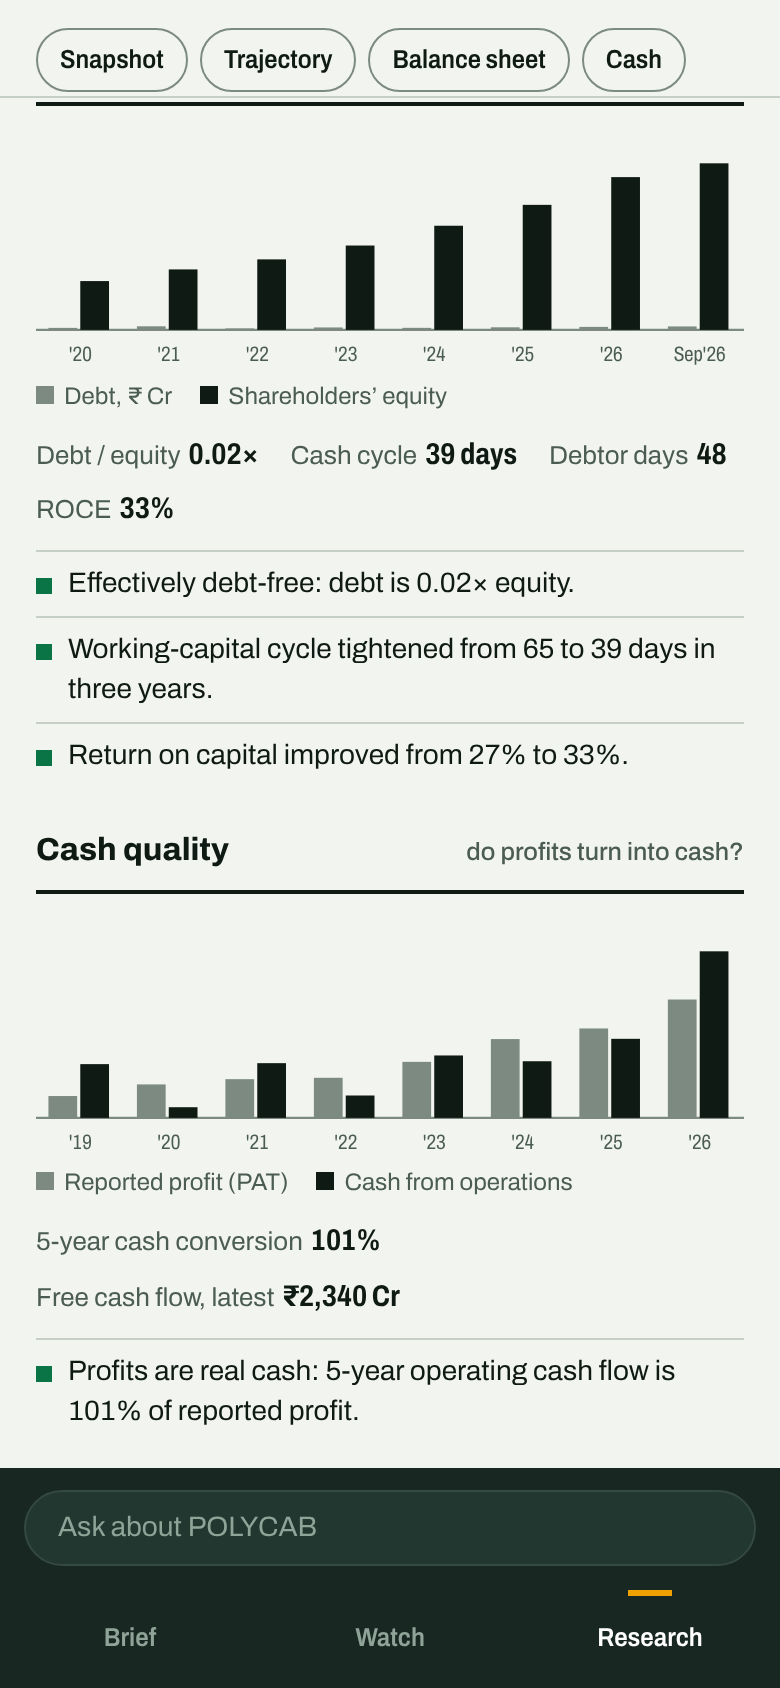 Snapshot Trajectory Balance sheet Cash
'20 '21 '22 '23 '24 '25 '26 Sep'26
Debt, ₹ Cr Shareholders’ equity
Debt / equity 0.02× Cash cycle 39 days Debtor days 48
ROCE 33%
Effectively debt-free: debt is 0.02× equity.
Working-capital cycle tightened from 65 to 39 days in
three years.
Return on capital improved from 27% to 33%.
Cash quality do profits turn into cash?
'19 '20 '21 '22 '23 '24 '25 '26
Reported profit (PAT) Cash from operations
5-year cash conversion 101%
Free cash flow, latest ₹2,340 Cr
Profits are real cash: 5-year operating cash flow is
101% of reported profit.
Ask about POLYCAB
Brief Watch Research